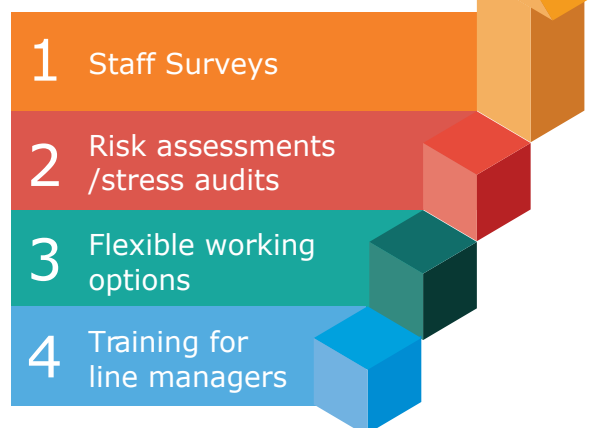 1 Staff Surveys
2 Risk assessments
/stress audits
3 Flexible working
options
4 Training for
line managers